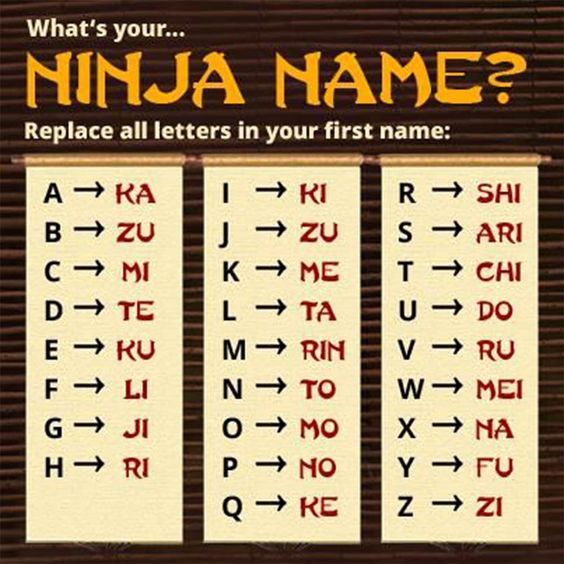 What's your...
NINJA NAME?
Replace all letters in your first name:
A → KA
B → ZU
C → MI
D → TE
E → KU
F → LI
G → JI
H → RI
I → KI
J → ZU
K → ME
L → TA
M → RIN
N → TO
O → MO
P → NO
Q → KE
R → SHI
S → ARI
T → CHI
U → DO
V → RU
W → MEI
X → NA
Y → FU
Z → ZI